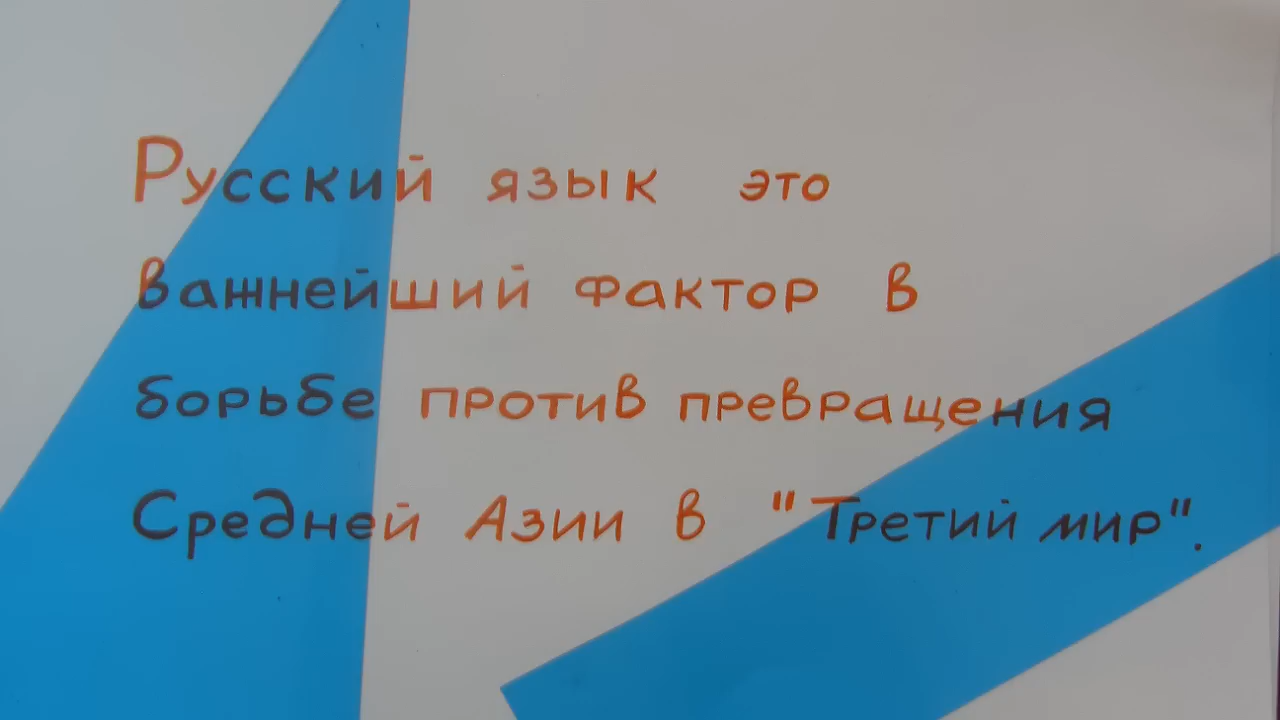 Русский язык это
важнейший фактор в
борьбе против превращения
Средней Азии в "Третий мир".